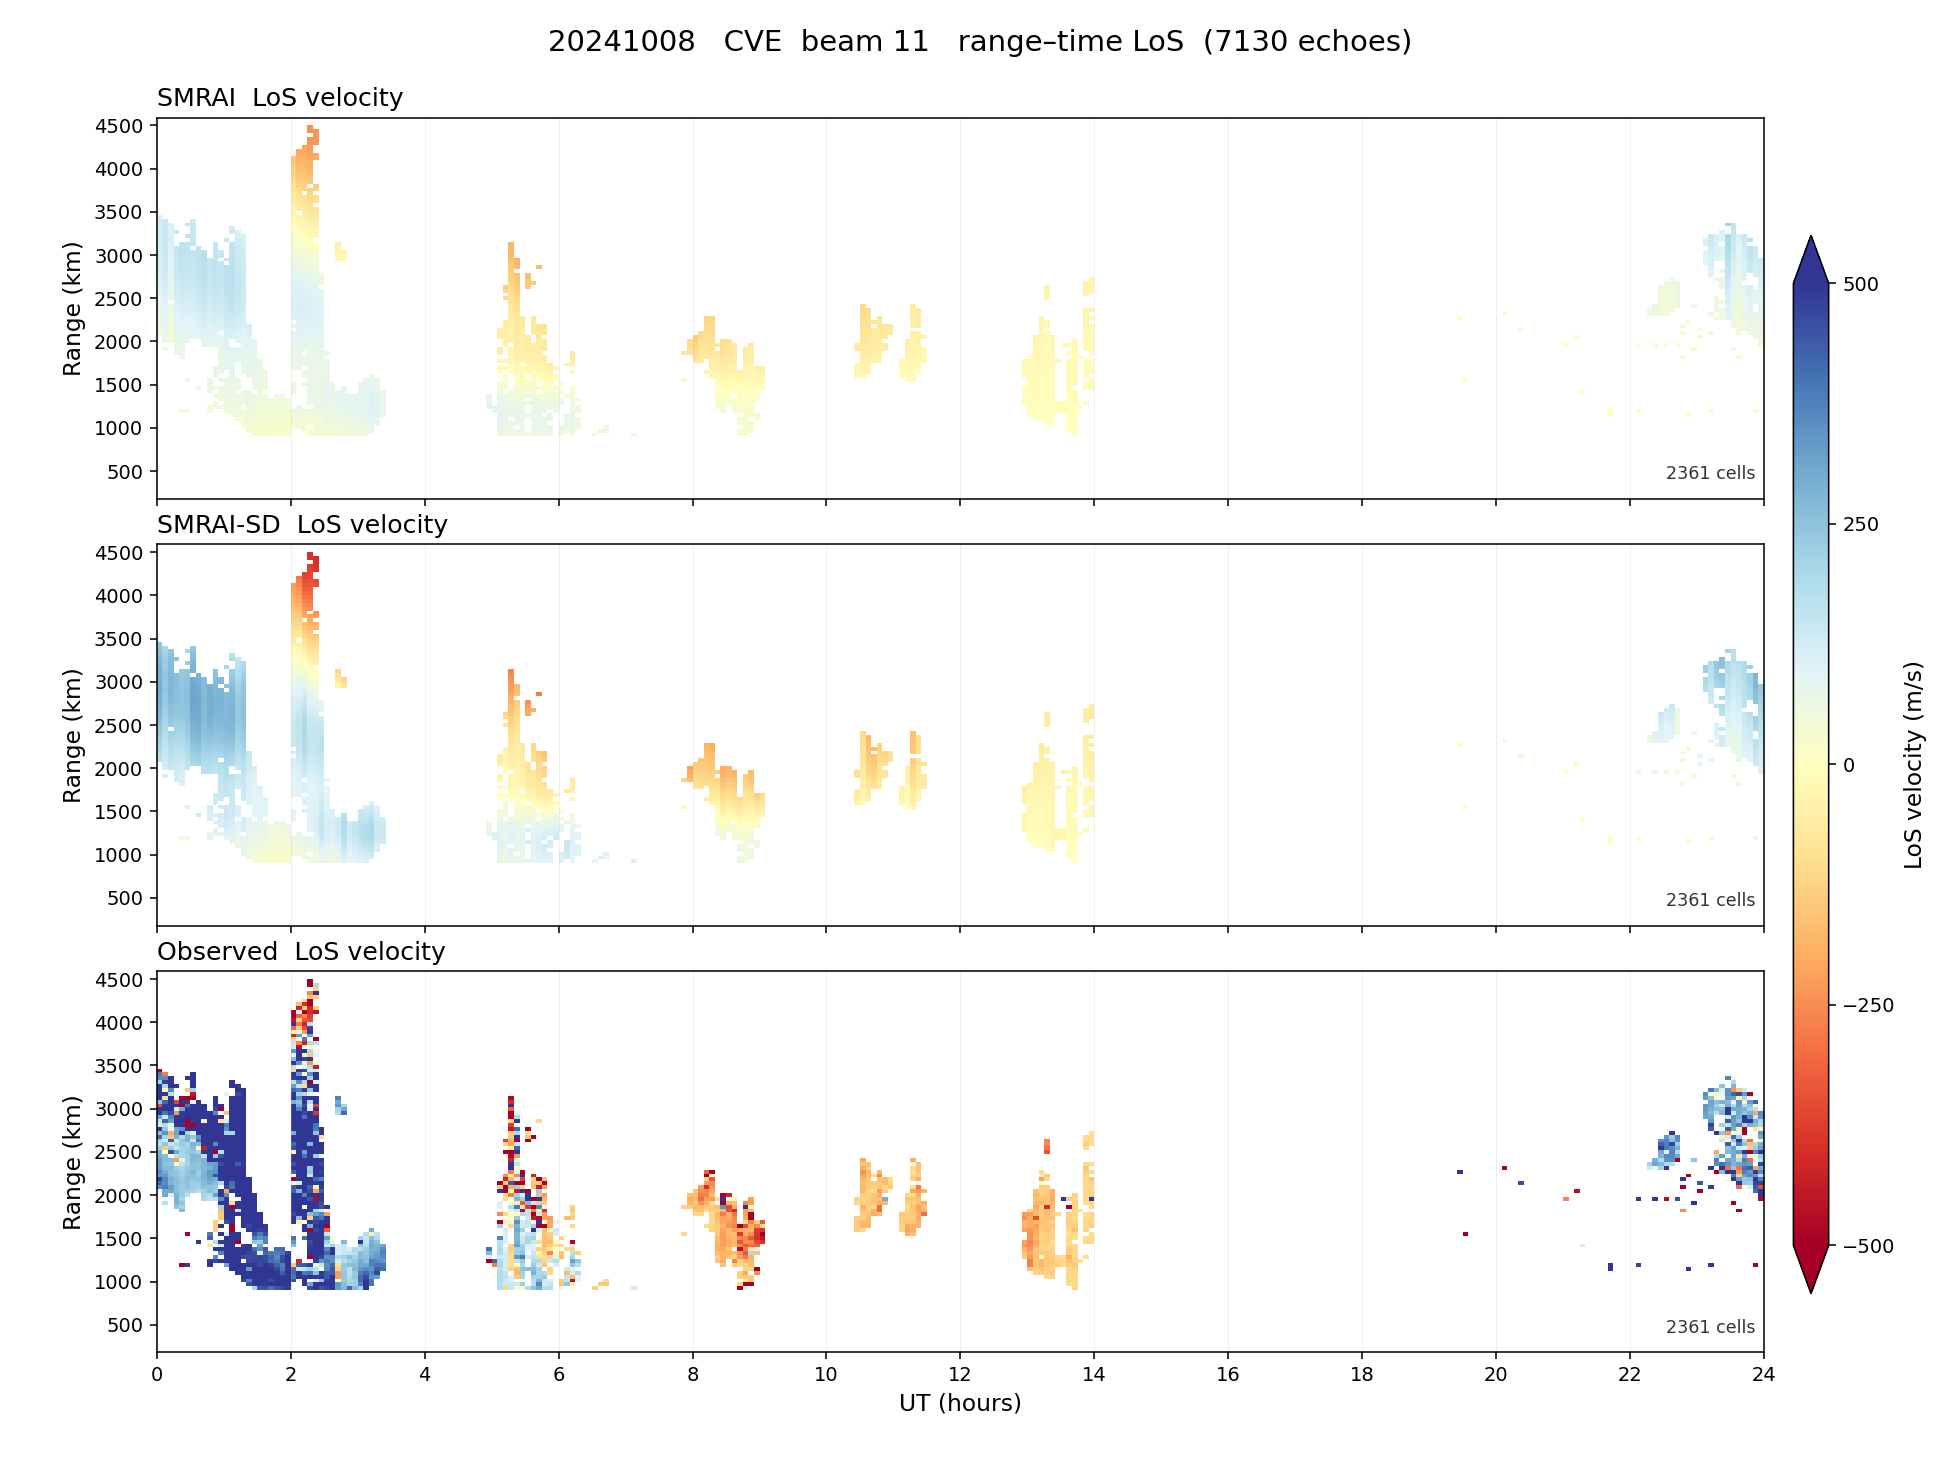 20241008   CVE  beam 11   range–time LoS  (7130 echoes)
SMRAI  LoS velocity
4500
4000
3500
3000
2500
2000
1500
1000
500
Range (km)
2361 cells
SMRAI-SD  LoS velocity
4500
4000
3500
3000
2500
2000
1500
1000
500
Range (km)
2361 cells
Observed  LoS velocity
4500
4000
3500
3000
2500
2000
1500
1000
500
Range (km)
2361 cells
0 2 4 6 8 10 12 14 16 18 20 22 24
UT (hours)
500
250
0
−250
−500
LoS velocity (m/s)